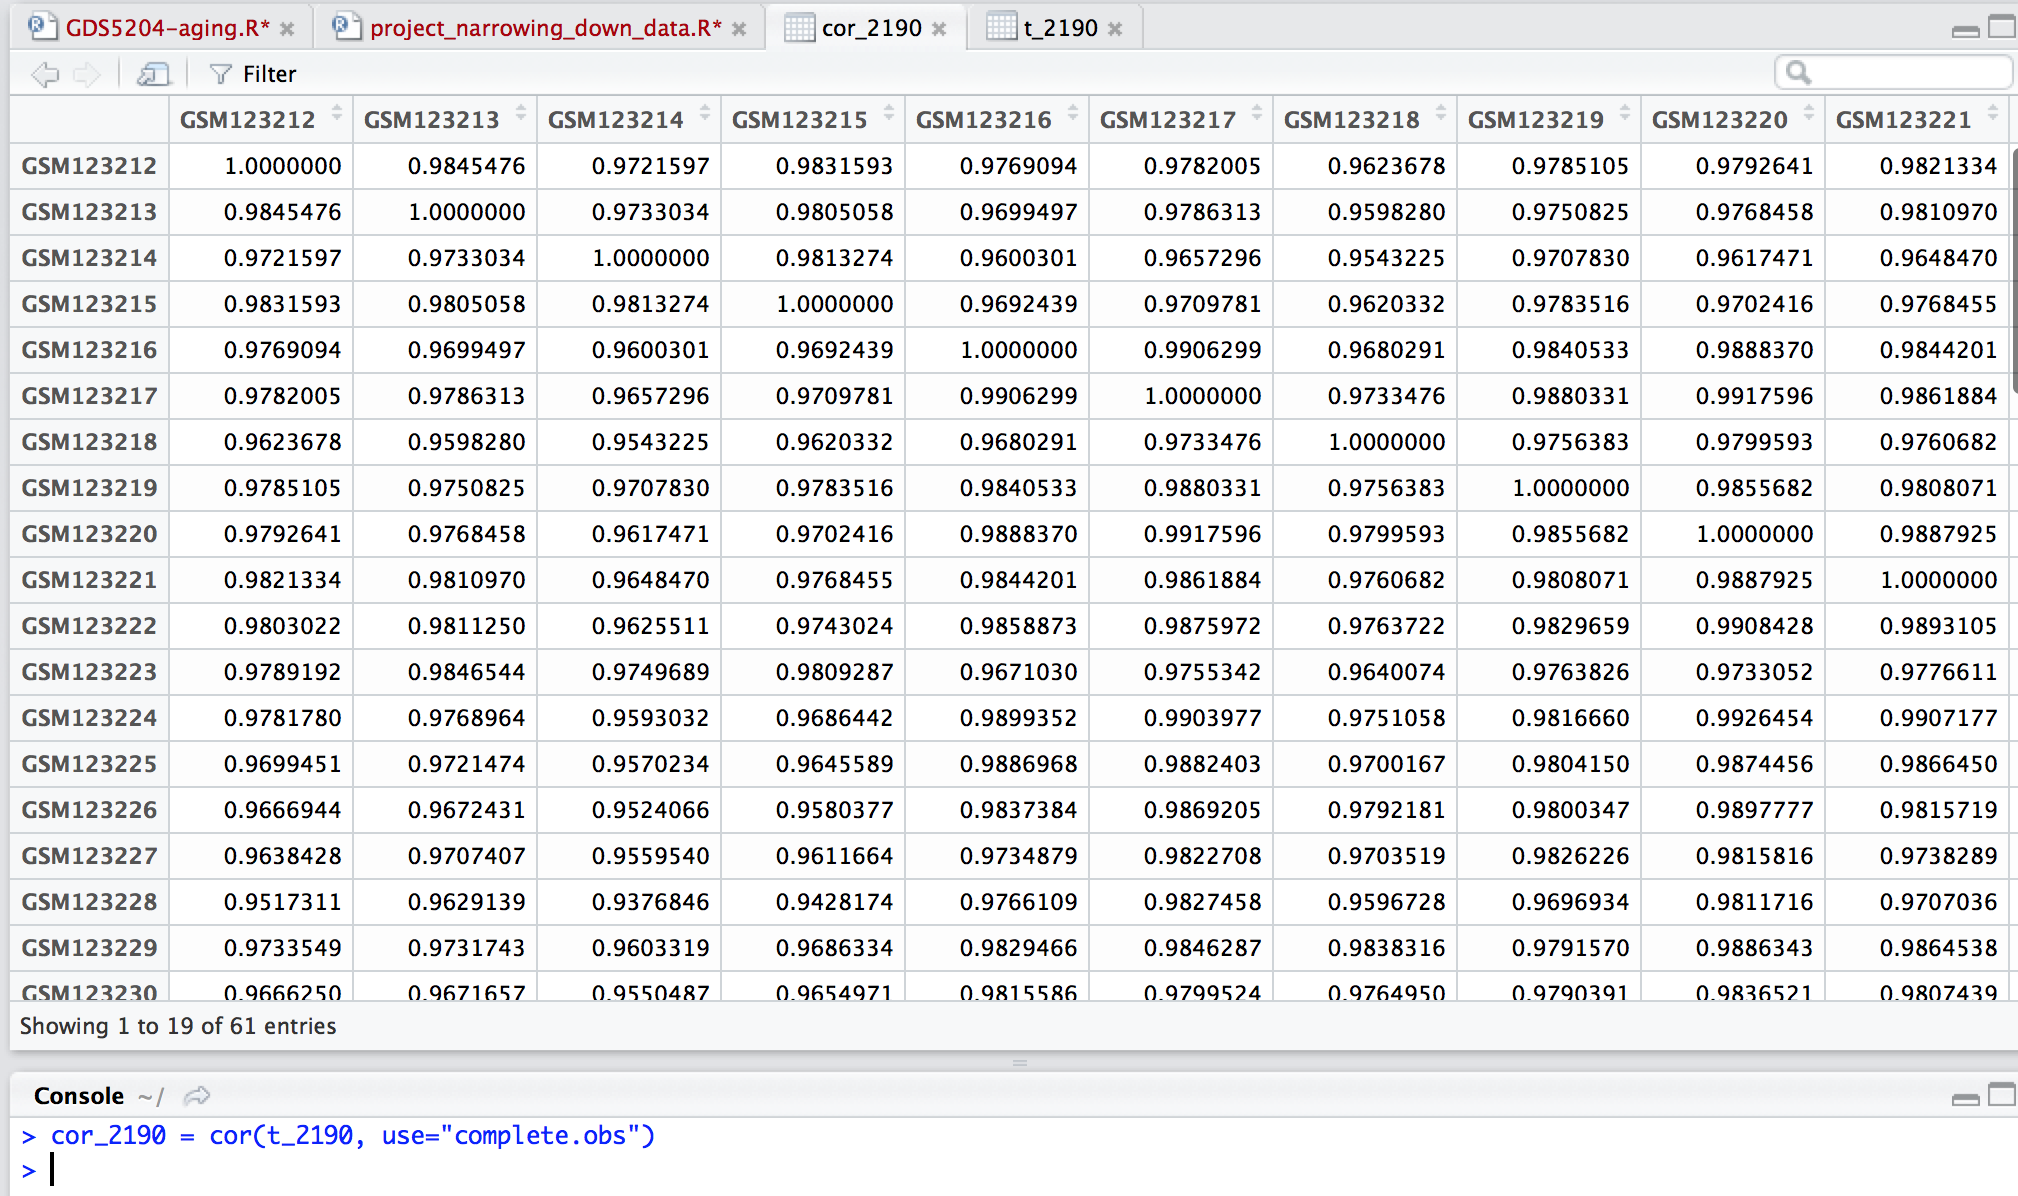 GDS5204-aging.R* project_narrowing_down_data.R* cor_2190 t_2190
Filter
GSM123212 GSM123213 GSM123214 GSM123215 GSM123216 GSM123217 GSM123218 GSM123219 GSM123220 GSM123221
GSM123212 1.0000000 0.9845476 0.9721597 0.9831593 0.9769094 0.9782005 0.9623678 0.9785105 0.9792641 0.9821334
GSM123213 0.9845476 1.0000000 0.9733034 0.9805058 0.9699497 0.9786313 0.9598280 0.9750825 0.9768458 0.9810970
GSM123214 0.9721597 0.9733034 1.0000000 0.9813274 0.9600301 0.9657296 0.9543225 0.9707830 0.9617471 0.9648470
GSM123215 0.9831593 0.9805058 0.9813274 1.0000000 0.9692439 0.9709781 0.9620332 0.9783516 0.9702416 0.9768455
GSM123216 0.9769094 0.9699497 0.9600301 0.9692439 1.0000000 0.9906299 0.9680291 0.9840533 0.9888370 0.9844201
GSM123217 0.9782005 0.9786313 0.9657296 0.9709781 0.9906299 1.0000000 0.9733476 0.9880331 0.9917596 0.9861884
GSM123218 0.9623678 0.9598280 0.9543225 0.9620332 0.9680291 0.9733476 1.0000000 0.9756383 0.9799593 0.9760682
GSM123219 0.9785105 0.9750825 0.9707830 0.9783516 0.9840533 0.9880331 0.9756383 1.0000000 0.9855682 0.9808071
GSM123220 0.9792641 0.9768458 0.9617471 0.9702416 0.9888370 0.9917596 0.9799593 0.9855682 1.0000000 0.9887925
GSM123221 0.9821334 0.9810970 0.9648470 0.9768455 0.9844201 0.9861884 0.9760682 0.9808071 0.9887925 1.0000000
GSM123222 0.9803022 0.9811250 0.9625511 0.9743024 0.9858873 0.9875972 0.9763722 0.9829659 0.9908428 0.9893105
GSM123223 0.9789192 0.9846544 0.9749689 0.9809287 0.9671030 0.9755342 0.9640074 0.9763826 0.9733052 0.9776611
GSM123224 0.9781780 0.9768964 0.9593032 0.9686442 0.9899352 0.9903977 0.9751058 0.9816660 0.9926454 0.9907177
GSM123225 0.9699451 0.9721474 0.9570234 0.9645589 0.9886968 0.9882403 0.9700167 0.9804150 0.9874456 0.9866450
GSM123226 0.9666944 0.9672431 0.9524066 0.9580377 0.9837384 0.9869205 0.9792181 0.9800347 0.9897777 0.9815719
GSM123227 0.9638428 0.9707407 0.9559540 0.9611664 0.9734879 0.9822708 0.9703519 0.9826226 0.9815816 0.9738289
GSM123228 0.9517311 0.9629139 0.9376846 0.9428174 0.9766109 0.9827458 0.9596728 0.9696934 0.9811716 0.9707036
GSM123229 0.9733549 0.9731743 0.9603319 0.9686334 0.9829466 0.9846287 0.9838316 0.9791570 0.9886343 0.9864538
GSM123230 0.9666250 0.9671657 0.9550487 0.9654971 0.9815586 0.9799524 0.9764950 0.9790391 0.9836521 0.9807439
Showing 1 to 19 of 61 entries
Console ~/
> cor_2190 = cor(t_2190, use="complete.obs")
>